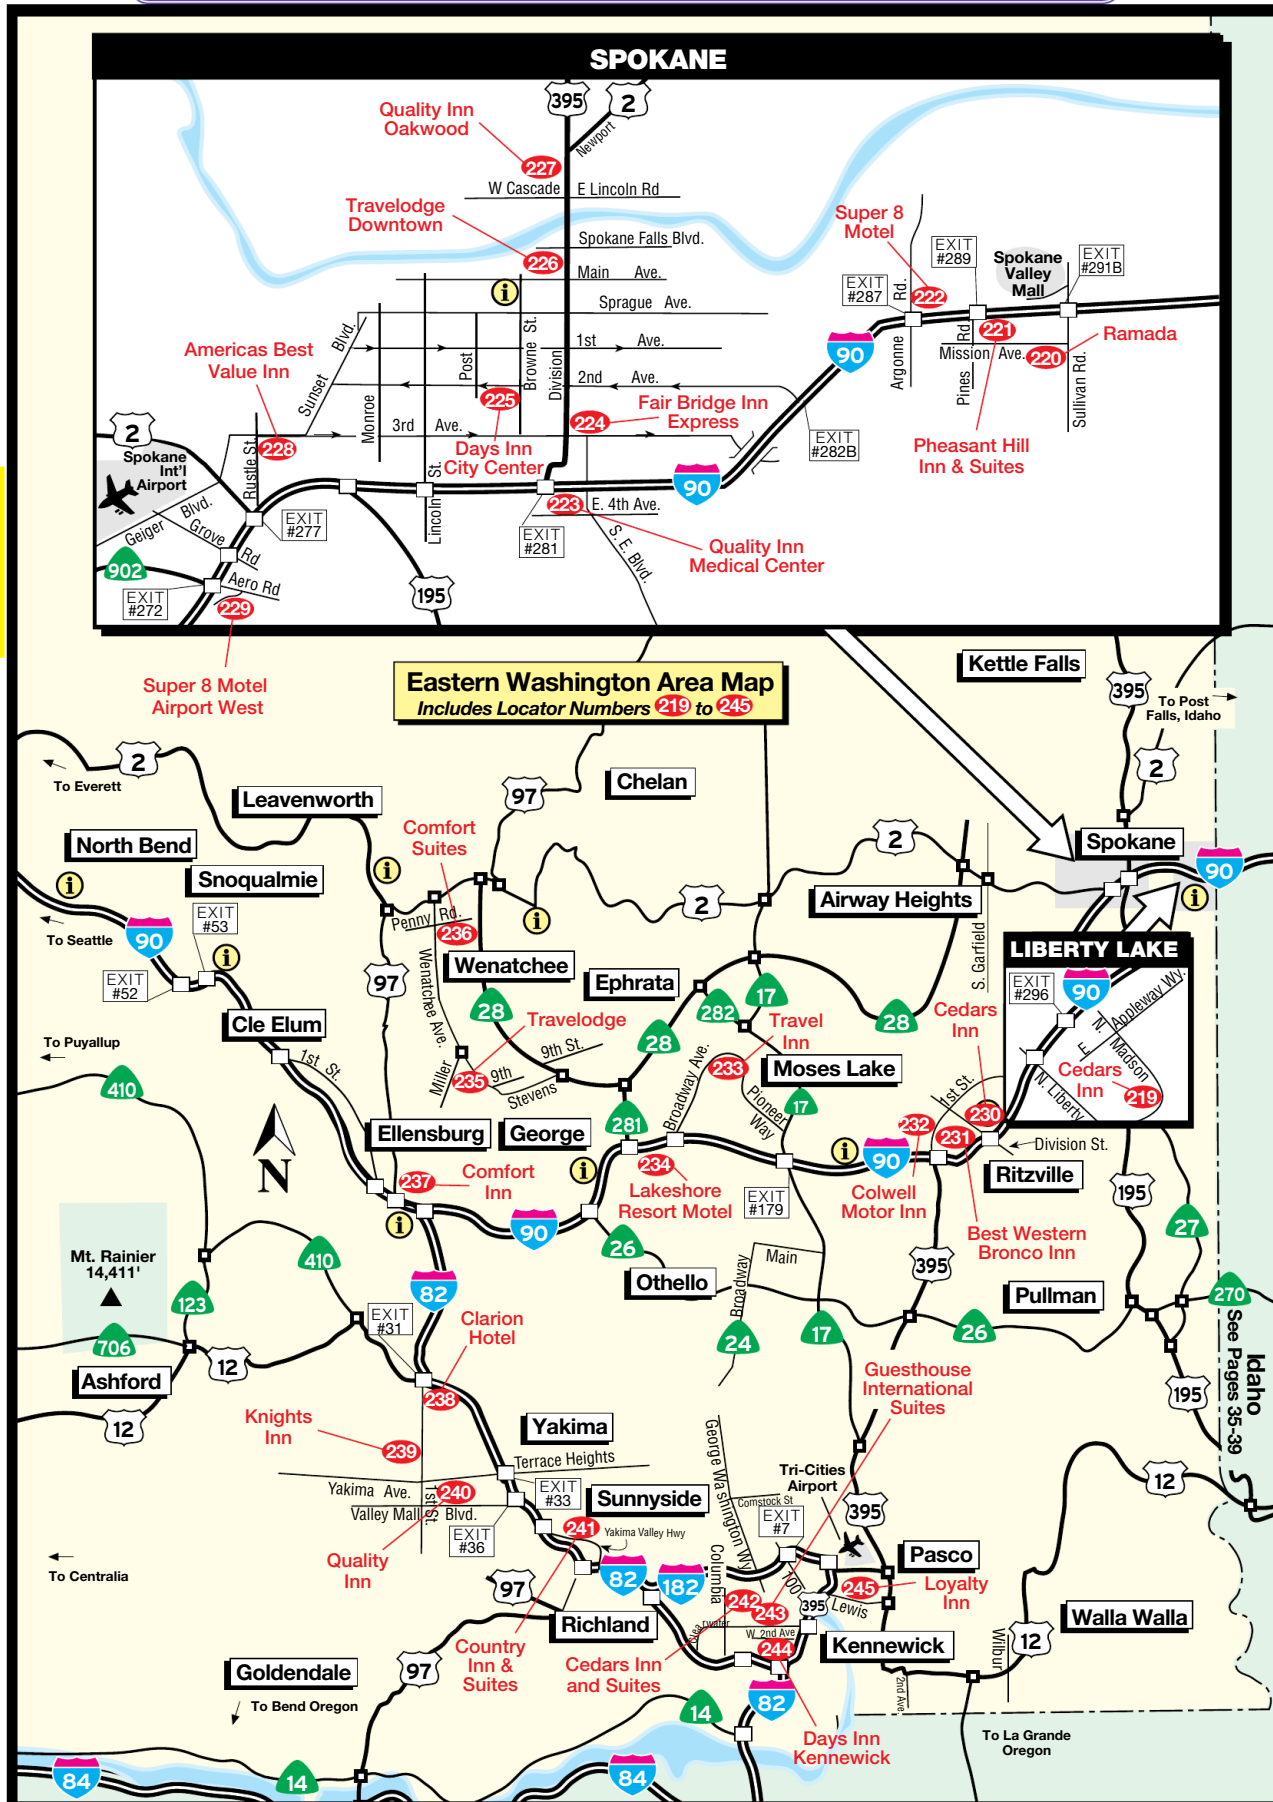 SPOKANE
Quality Inn
Oakwood
395
2
Newport
227
W Cascade
E Lincoln Rd
Travelodge
Downtown
Spokane Falls Blvd.
226
Main Ave.
Sprague Ave.
Super 8
Motel
EXIT
#289
Spokane
Valley
Mall
EXIT
#291B
EXIT
#287
Rd.
222
Argonne
221
Rd
Pines
Mission Ave.
220
Ramada
Sullivan Rd.
Americas Best
Value Inn
Blvd.
Sunset
Monroe
Post
Browne St.
Division
1st Ave.
2nd Ave.
90
225
224
Fair Bridge Inn
Express
Pheasant Hill
Inn & Suites
2
228
3rd Ave.
Days Inn
City Center
EXIT
#282B
Spokane
Int'l
Airport
Rustle St.
Lincoln St.
90
Geiger Blvd.
Grove Rd
EXIT
#277
223
E. 4th Ave.
EXIT
#281
S. E. Blvd.
Quality Inn
Medical Center
902
Aero Rd
EXIT
#272
229
195
Super 8 Motel
Airport West
Eastern Washington Area Map
Includes Locator Numbers 219 to 245
Kettle Falls
395
To Post
Falls, Idaho
2
2
To Everett
Leavenworth
97
Chelan
North Bend
Snoqualmie
Comfort
Suites
2
Spokane
90
EXIT
#53
To Seattle
90
EXIT
#52
Penny Rd.
236
Wenatchee Ave.
Wenatchee
2
Airway Heights
S. Garfield
LIBERTY LAKE
EXIT
#296
90
N.
E. Appleway Wy.
Madson
N. Liberty
Cedars
Inn
219
97
28
Ephrata
282
17
28
Cedars
Inn
Cle Elum
Travelodge
28
Travel
Inn
To Puyallup
1st St.
9th St.
Miller
235
9th
Stevens
Broadway Ave.
233
Moses Lake
Pioneer
Way
17
410
N
Ellensburg
George
281
1st St.
230
232
231
Division St.
237
Comfort
Inn
234
Lakeshore
Resort Motel
EXIT
#179
90
Colwell
Motor Inn
Ritzville
195
90
26
Best Western
Bronco Inn
27
Mt. Rainier
14,411'
410
Main
Broadway
395
Othello
Pullman
123
82
270
706
EXIT
#31
Clarion
Hotel
24
17
26
Idaho
See Pages 35-39
12
Ashford
238
Guesthouse
International
Suites
195
12
Knights
Inn
239
Yakima
George Washington Wy
Terrace Heights
Tri-Cities
Airport
12
Yakima Ave.
240
1st St.
EXIT
#33
Sunnyside
Comstock St
Valley Mall Blvd.
EXIT
#36
EXIT
#7
395
241
Yakima Valley Hwy
Quality
Inn
To Centralia
Columbia
Pasco
97
82
182
245
Loyalty
Inn
242
243
395
Lewis
Richland
W. 2nd Ave
244
Kennewick
Walla Walla
Wilbur
12
Country
Inn &
Suites
Cedars Inn
and Suites
Goldendale
97
2nd Ave.
To Bend Oregon
82
14
Days Inn
Kennewick
To La Grande
Oregon
84
14
84